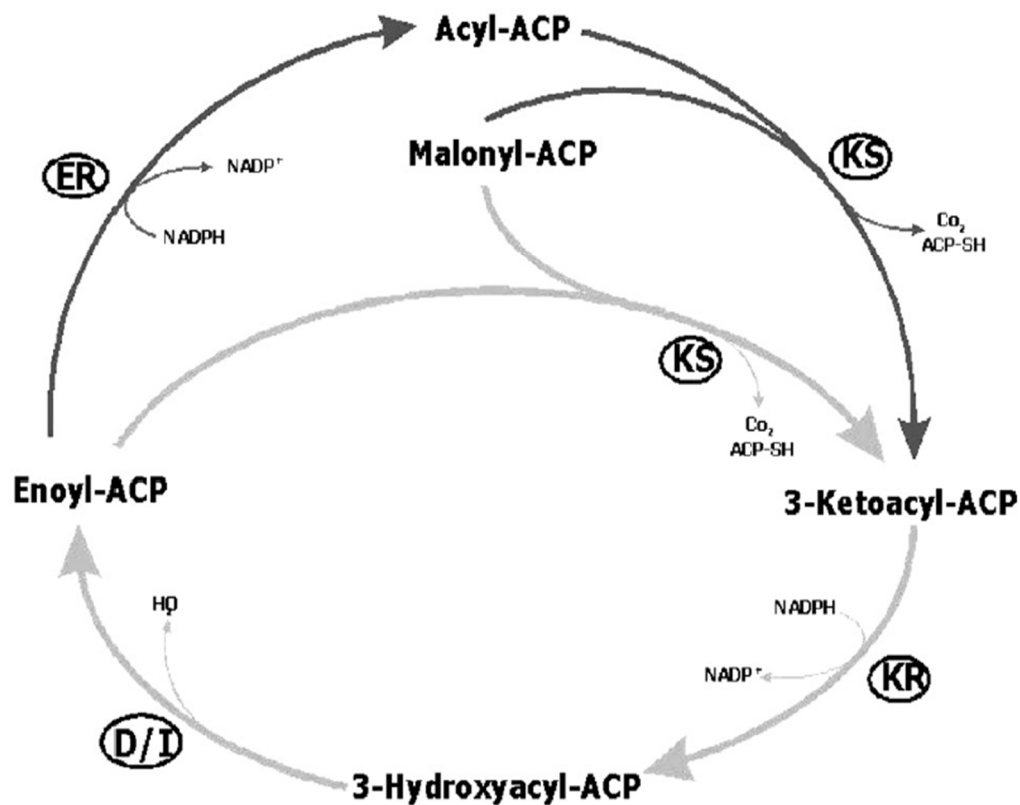 Acyl-ACP
Malonyl-ACP
KS
ER
NADP⁺
NADPH
Co₂
ACP-SH
KS
Co₂
ACP-SH
Enoyl-ACP
3-Ketoacyl-ACP
H₂O
NADPH
NADP⁺
KR
D/I
3-Hydroxyacyl-ACP